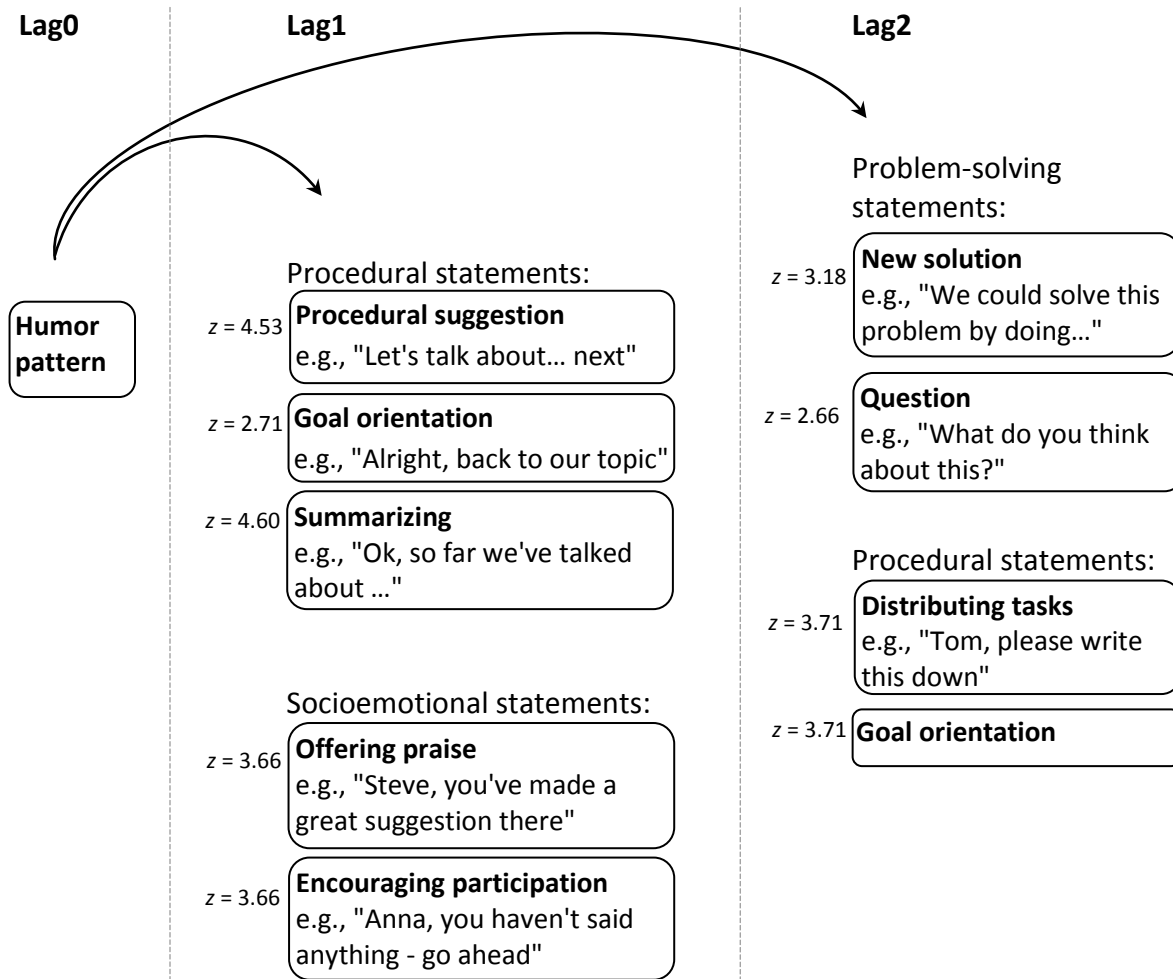 Lag0
Lag1
Lag2
Humor
pattern
Procedural statements:
z = 4.53
Procedural suggestion
e.g., "Let's talk about… next"
z = 2.71
Goal orientation
e.g., "Alright, back to our topic"
z = 4.60
Summarizing
e.g., "Ok, so far we've talked
about …"
Socioemotional statements:
z = 3.66
Offering praise
e.g., "Steve, you've made a
great suggestion there"
z = 3.66
Encouraging participation
e.g., "Anna, you haven't said
anything - go ahead"
Problem-solving
statements:
z = 3.18
New solution
e.g., "We could solve this
problem by doing…"
z = 2.66
Question
e.g., "What do you think
about this?"
Procedural statements:
z = 3.71
Distributing tasks
e.g., "Tom, please write
this down"
z = 3.71
Goal orientation